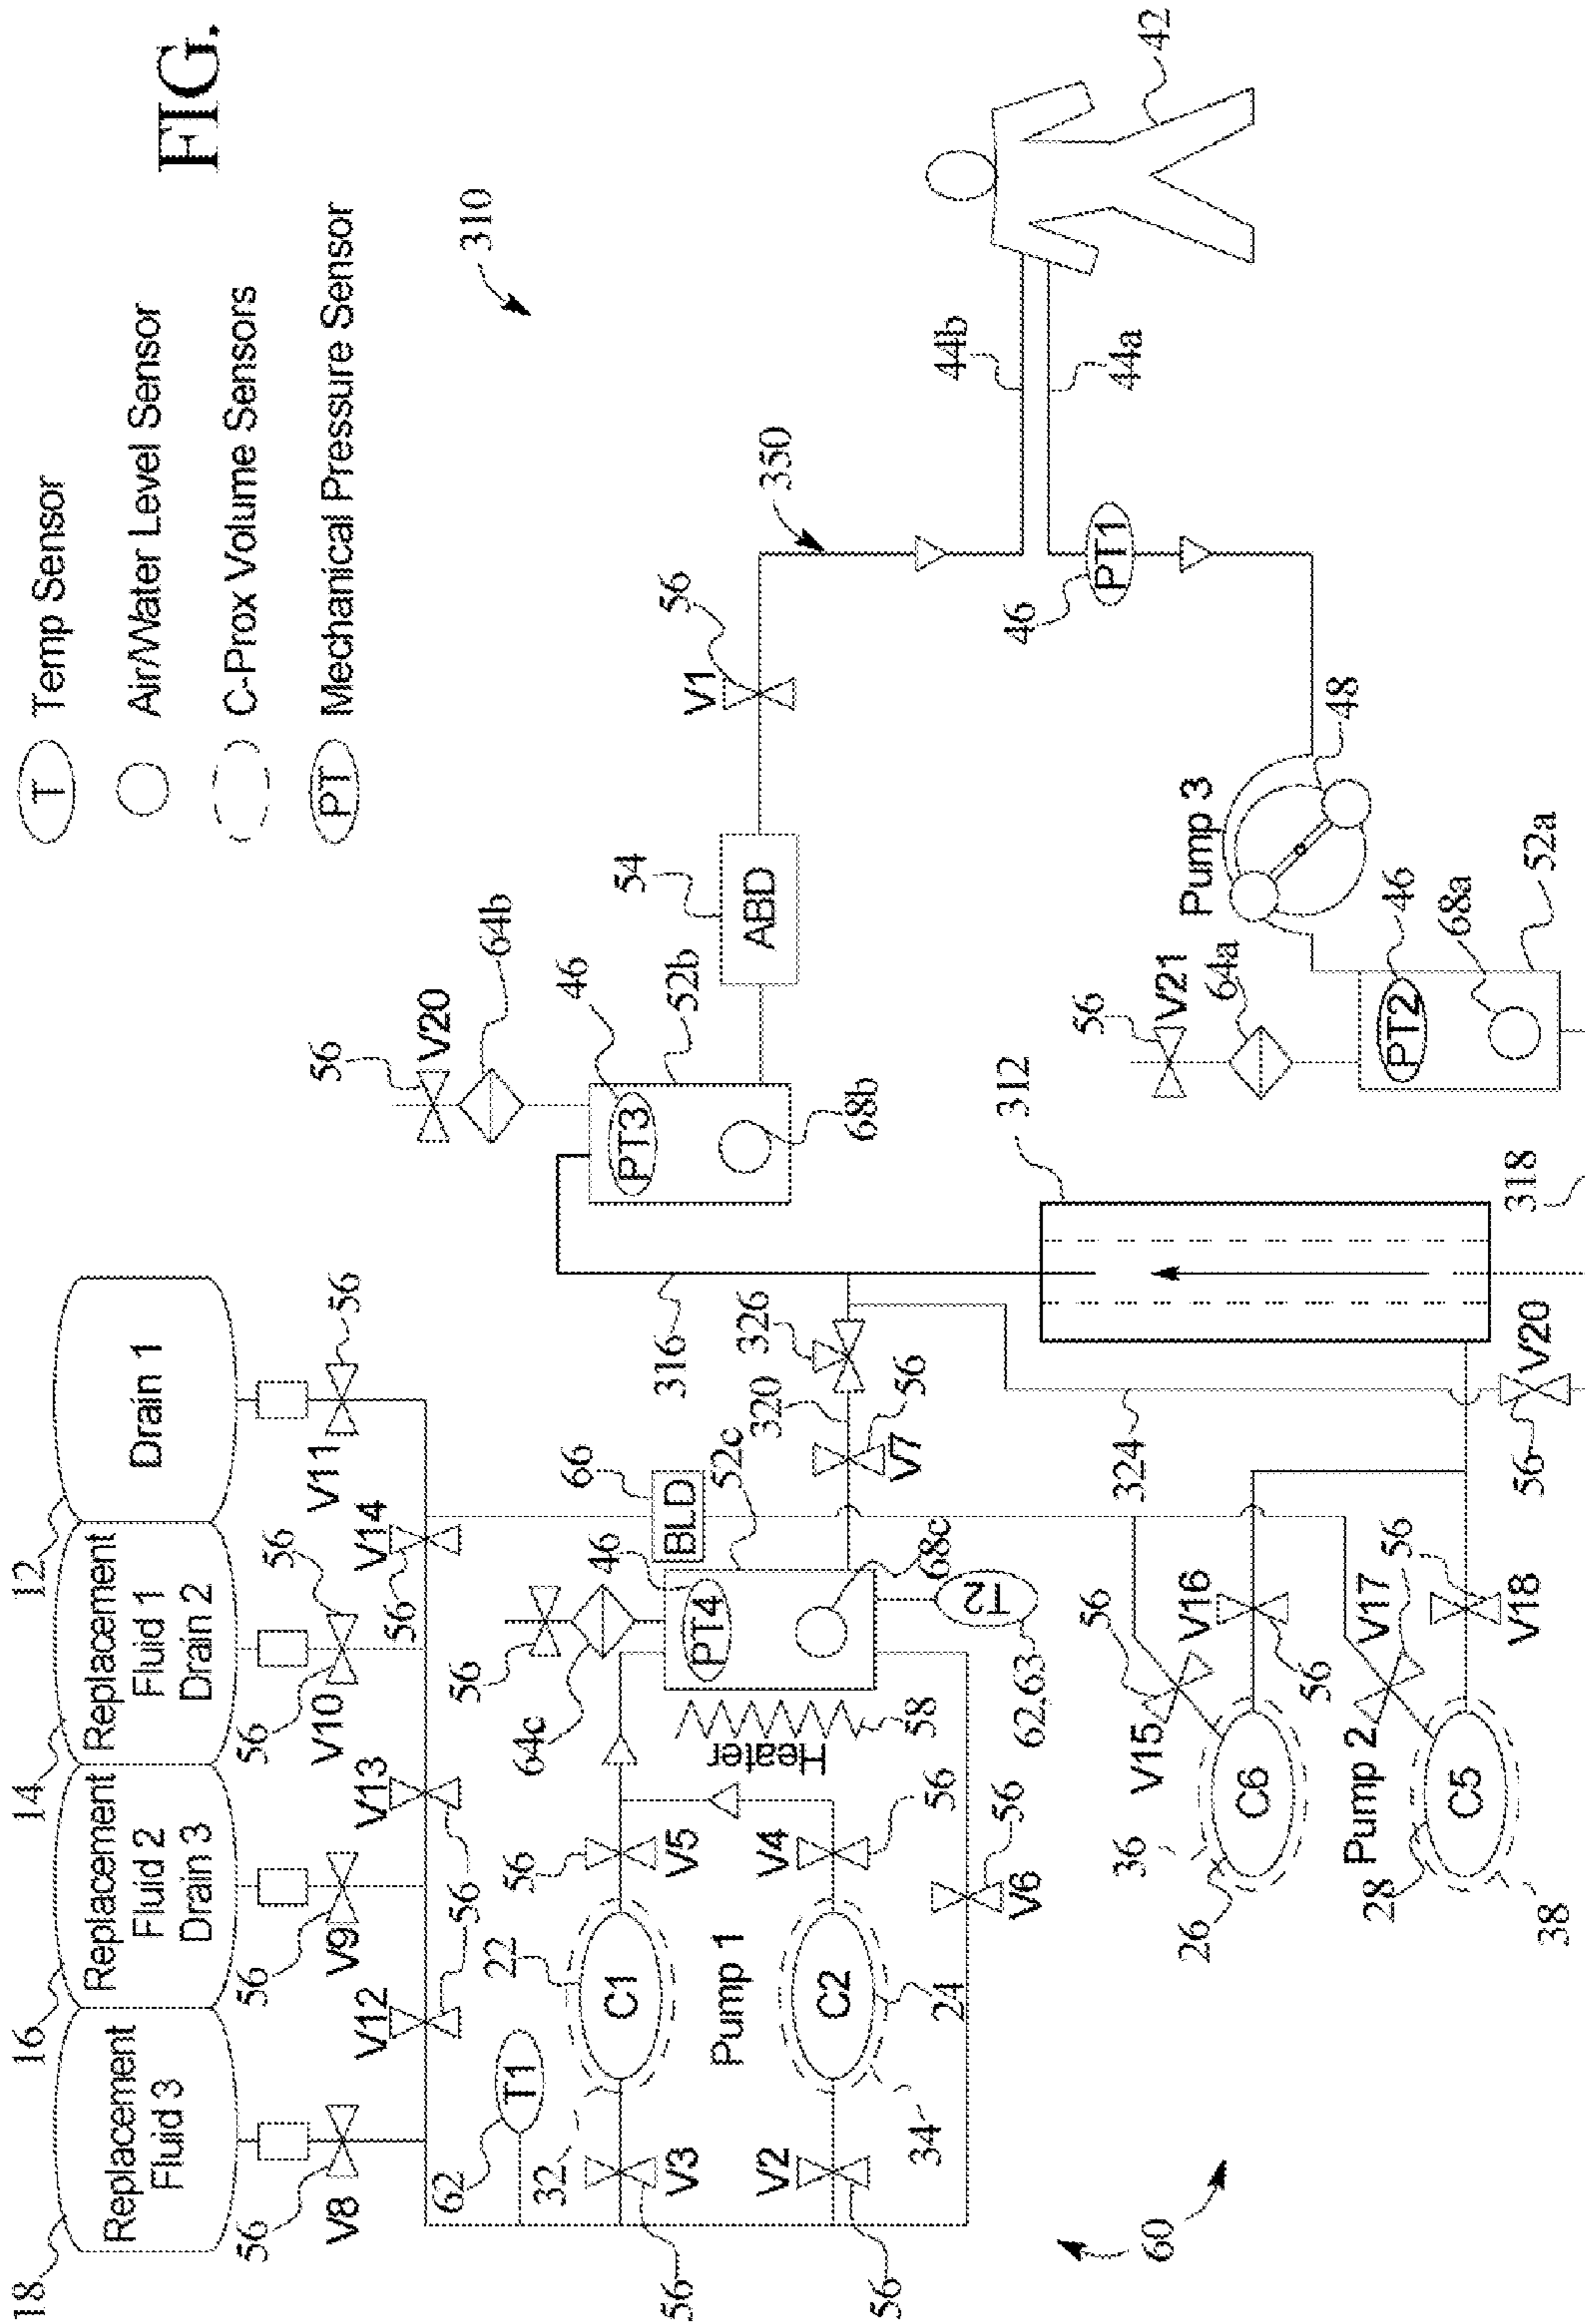 FIG.
T Temp Sensor
Air/Water Level Sensor
C-Prox Volume Sensors
PT Mechanical Pressure Sensor
310
18
16
14
12
Replacement
Fluid 3
Replacement
Fluid 2
Drain 3
Replacement
Fluid 1
Drain 2
Drain 1
56
V8
56
V9
56
V10
56
V11
V12
56
V13
56
V14
56
62
T1
32
22
C1
V3
56
56
V5
Pump 1
V2
56
34
C2
24
V4
56
V6
56
60
Heater
58
56
64c
46
PT4
52c
68c
T2
62,63
66
BLD
V7
56
320
326
316
324
56
V20
64b
46
PT3
52b
68b
54
ABD
V1
56
350
44b
44a
42
46
PT1
Pump 3
48
56
V21
64a
46
PT2
68a
52a
312
318
56
V20
V15
56
V16
56
36
26
C6
Pump 2
V17
56
V18
28
C5
38